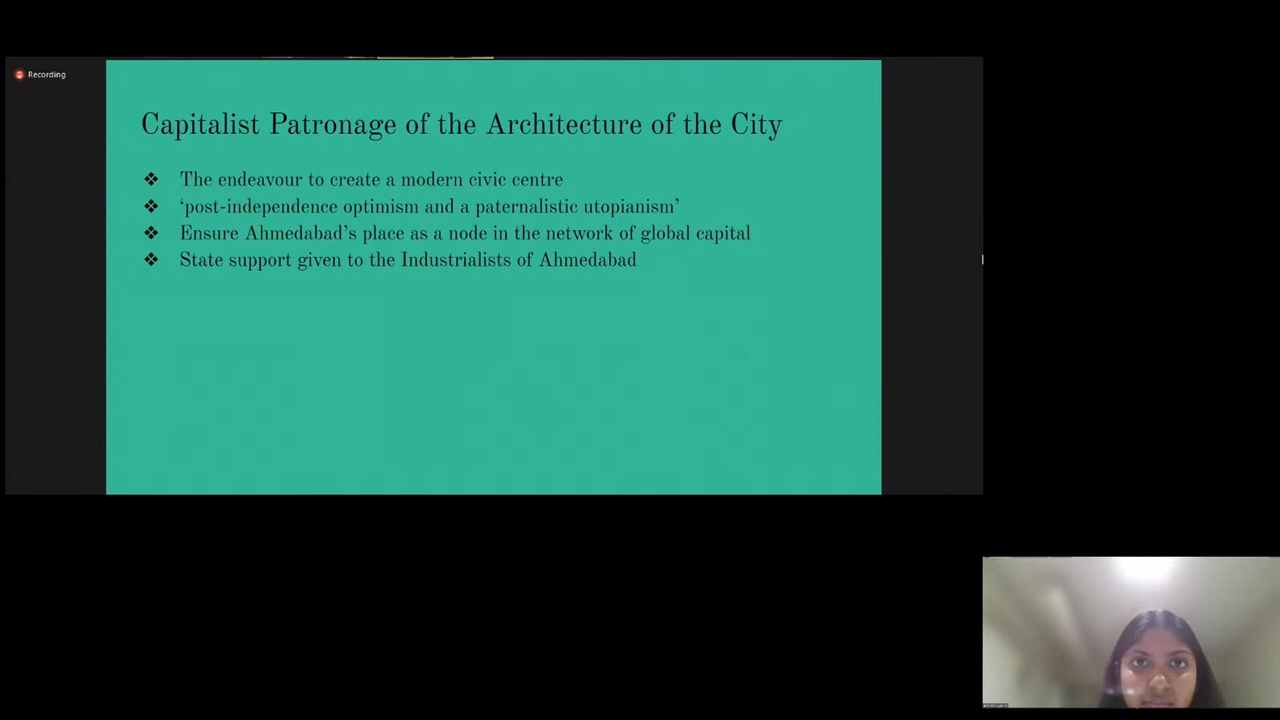 Recording
Capitalist Patronage of the Architecture of the City
❖ The endeavour to create a modern civic centre
❖ ‘post-independence optimism and a paternalistic utopianism’
❖ Ensure Ahmedabad’s place as a node in the network of global capital
❖ State support given to the Industrialists of Ahmedabad